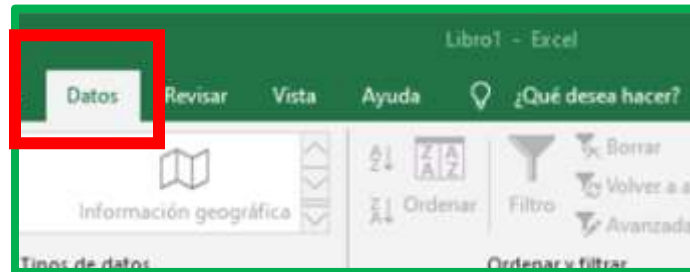 Libro1 - Excel
Datos Revisar Vista Ayuda ¿Qué desea hacer?
Información geográfica
Ordenar
Filtro
Borrar
Volver a a
Avanzada
Tipos de datos
Ordenar y filtrar